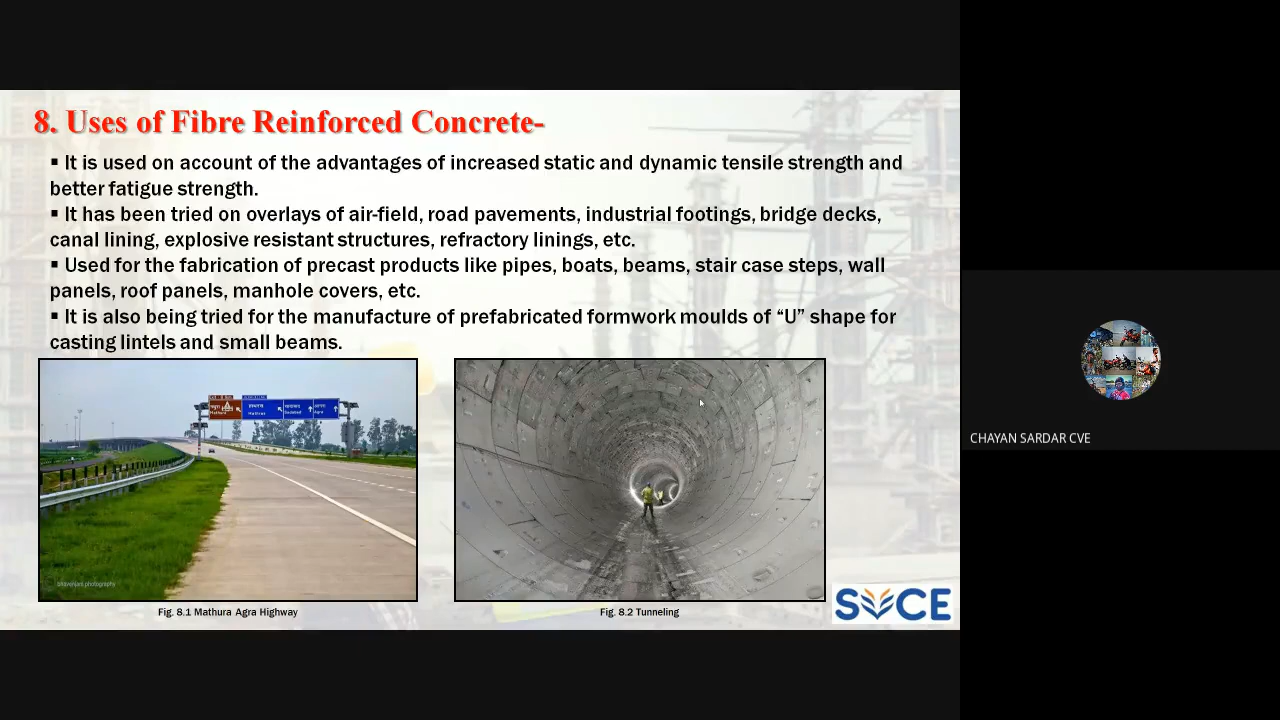 8. Uses of Fibre Reinforced Concrete-
▪ It is used on account of the advantages of increased static and dynamic tensile strength and
better fatigue strength.
▪ It has been tried on overlays of air-field, road pavements, industrial footings, bridge decks,
canal lining, explosive resistant structures, refractory linings, etc.
▪ Used for the fabrication of precast products like pipes, boats, beams, stair case steps, wall
panels, roof panels, manhole covers, etc.
▪ It is also being tried for the manufacture of prefabricated formwork moulds of “U” shape for
casting lintels and small beams.
Fig. 8.1 Mathura Agra Highway
Fig. 8.2 Tunneling
SVCE
CHAYAN SARDAR CVE